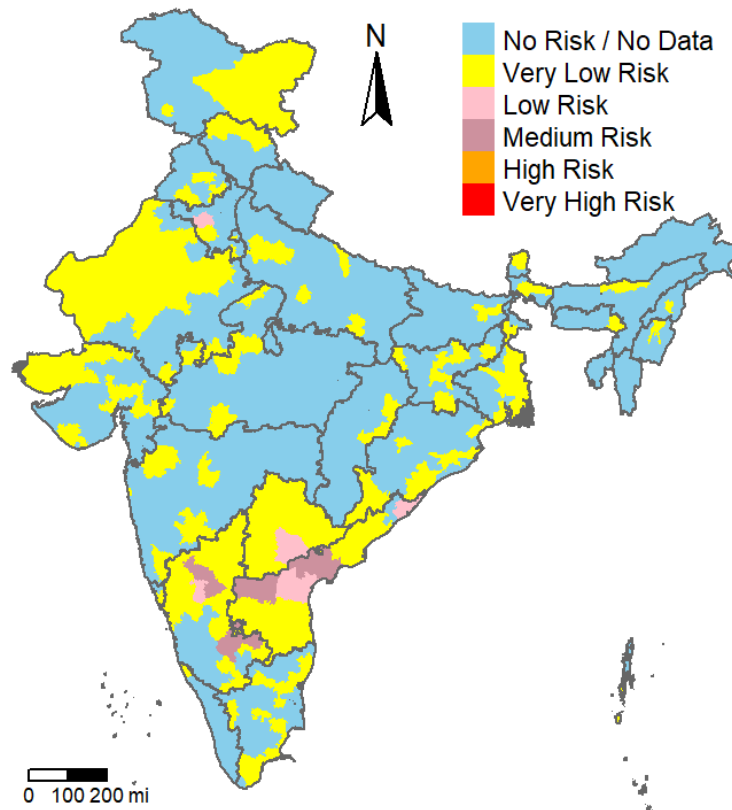 N
No Risk / No Data
Very Low Risk
Low Risk
Medium Risk
High Risk
Very High Risk
0 100 200 mi